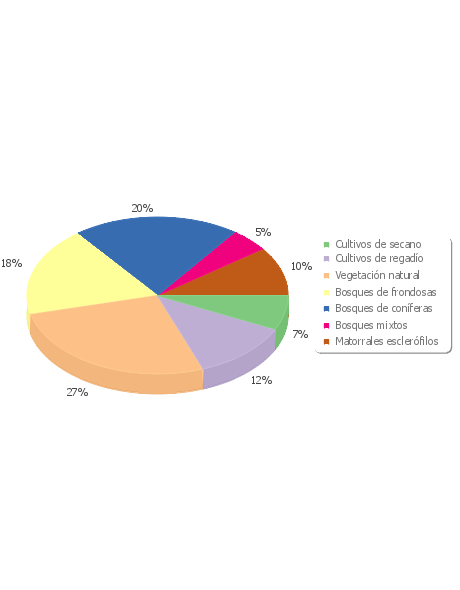 20%
5%
18%
10%
7%
12%
27%
Cultivos de secano
Cultivos de regadío
Vegetación natural
Bosques de frondosas
Bosques de coníferas
Bosques mixtos
Matorrales esclerófilos